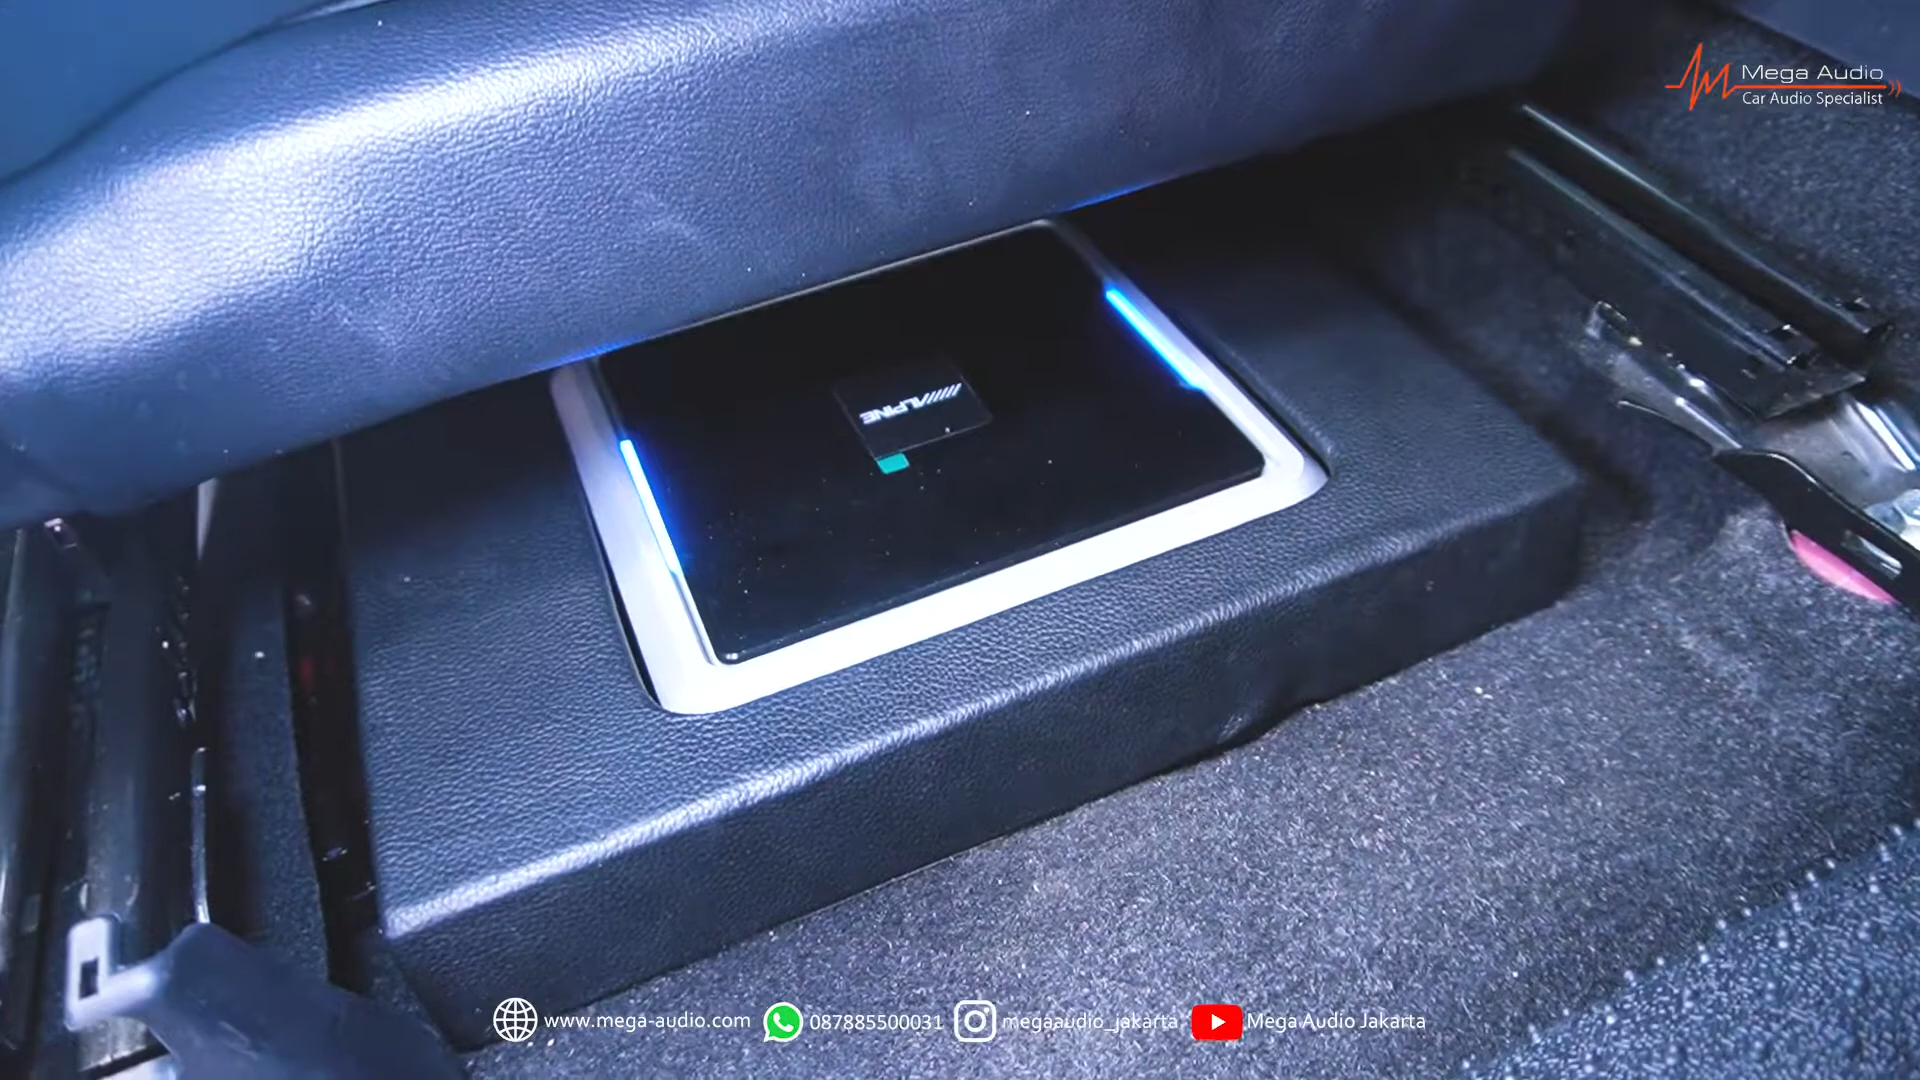 Mega Audio
Car Audio Specialist
ALPINE
www.mega-audio.com
087885500031
megaaudio_jakarta
Mega Audio Jakarta